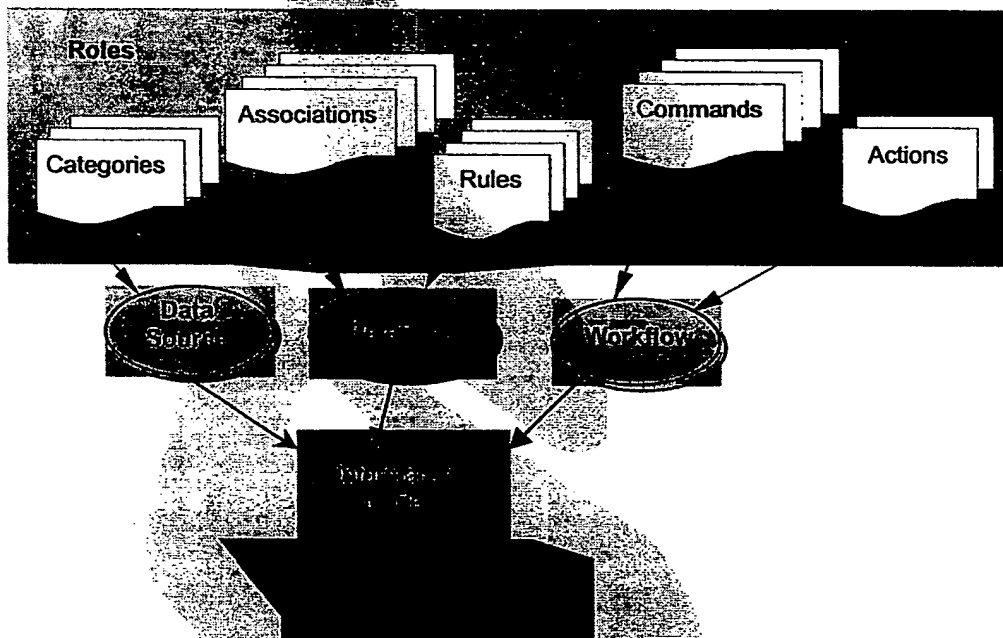 Roles
Associations
Commands
Categories
Rules
Actions
Data
Source
Workflow